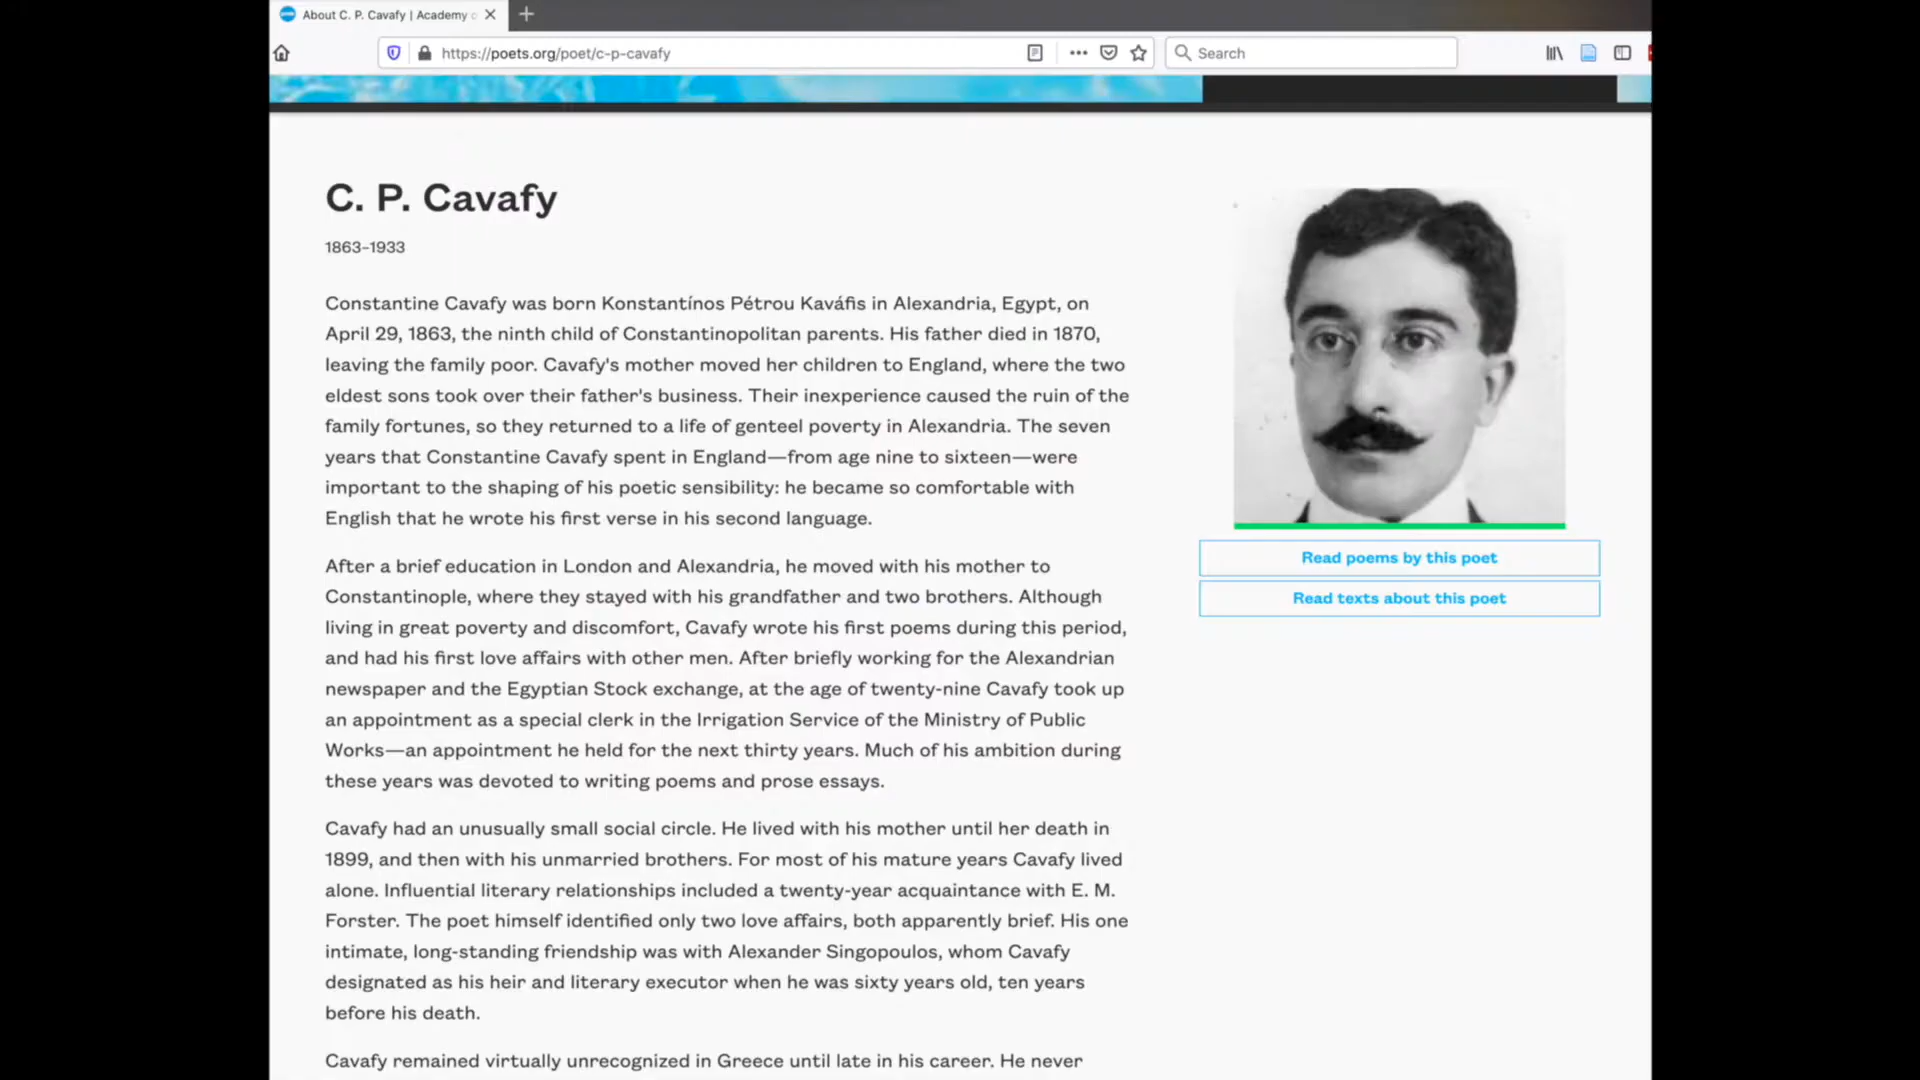 About C. P. Cavafy | Academy
https://poets.org/poet/c-p-cavafy
Search
C. P. Cavafy
1863–1933
Constantine Cavafy was born Konstantínos Pétrou Kaváfis in Alexandria, Egypt, on
April 29, 1863, the ninth child of Constantinopolitan parents. His father died in 1870,
leaving the family poor. Cavafy's mother moved her children to England, where the two
eldest sons took over their father's business. Their inexperience caused the ruin of the
family fortunes, so they returned to a life of genteel poverty in Alexandria. The seven
years that Constantine Cavafy spent in England—from age nine to sixteen—were
important to the shaping of his poetic sensibility: he became so comfortable with
English that he wrote his first verse in his second language.
After a brief education in London and Alexandria, he moved with his mother to
Constantinople, where they stayed with his grandfather and two brothers. Although
living in great poverty and discomfort, Cavafy wrote his first poems during this period,
and had his first love affairs with other men. After briefly working for the Alexandrian
newspaper and the Egyptian Stock exchange, at the age of twenty-nine Cavafy took up
an appointment as a special clerk in the Irrigation Service of the Ministry of Public
Works—an appointment he held for the next thirty years. Much of his ambition during
these years was devoted to writing poems and prose essays.
Cavafy had an unusually small social circle. He lived with his mother until her death in
1899, and then with his unmarried brothers. For most of his mature years Cavafy lived
alone. Influential literary relationships included a twenty-year acquaintance with E. M.
Forster. The poet himself identified only two love affairs, both apparently brief. His one
intimate, long-standing friendship was with Alexander Singopoulos, whom Cavafy
designated as his heir and literary executor when he was sixty years old, ten years
before his death.
Cavafy remained virtually unrecognized in Greece until late in his career. He never
Read poems by this poet
Read texts about this poet